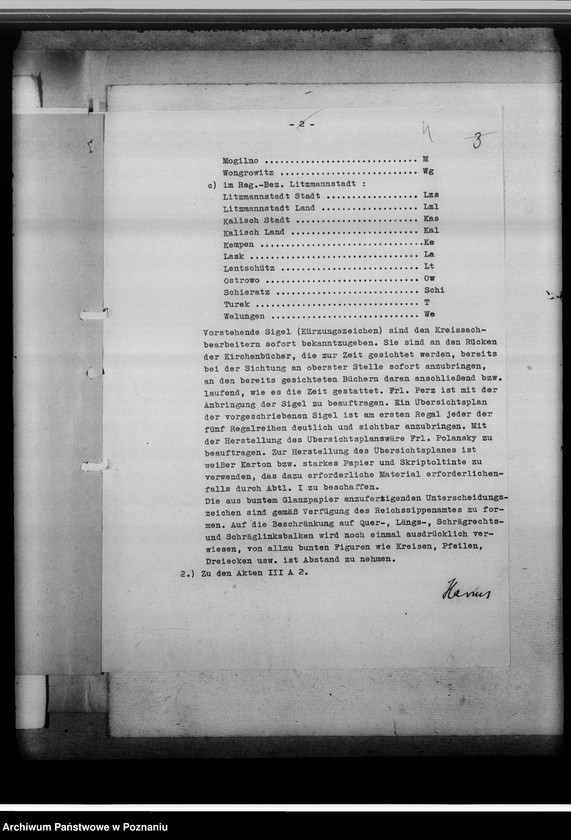 - 2 -
3
Mogilno ............................ M
Wongrowitz .......................... Wg
c) im Reg.-Bez. Litzmannstadt :
Litzmannstadt Stadt ................. Lzs
Litzmannstadt Land .................. Lzl
Kalisch Stadt ....................... Kas
Kalisch Land ........................ Kal
Kempen ..............................Ke
Lask ................................ La
Lentschütz .......................... Lt
Ostrowo ............................. Ow
Schieratz ........................... Schi
Turek ............................... T
Welungen ............................ We
Vorstehende Sigel (Kürzungszeichen) sind den Kreissach-
bearbeitern sofort bekanntzugeben. Sie sind an den Rücken
der Kirchenbücher, die zur Zeit gesichtet werden, bereits
bei der Sichtung an oberster Stelle sofort anzubringen,
an den bereits gesichteten Büchern daran anschließend bzw.
laufend, wie es die Zeit gestattet. Frl. Perz ist mit der
Anbringung der Sigel zu beauftragen. Ein Übersichtsplan
der vorgeschriebenen Sigel ist am ersten Regal jeder der
fünf Regalreihen deutlich und sichtbar anzubringen. Mit
der Herstellung des Übersichtsplanswäre Frl. Polansky zu
beauftragen. Zur Herstellung des Übersichtsplanes ist
weißer Karton bzw. starkes Papier und Skriptoltinte zu
verwenden, das dazu erforderliche Material erforderlichen-
falls durch Abtl. I zu beschaffen.
Die aus buntem Glanzpapier anzufertigenden Unterscheidungs-
zeichen sind gemäß Verfügung des Reichssippenamtes zu for-
men. Auf die Beschränkung auf Quer-, Längs-, Schrägrechts-
und Schräglinksbalken wird noch einmal ausdrücklich ver-
wiesen, von allzu bunten Figuren wie Kreisen, Pfeilen,
Dreiecken usw. ist Abstand zu nehmen.
2.) Zu den Akten III A 2.
Archiwum Państwowe w Poznaniu